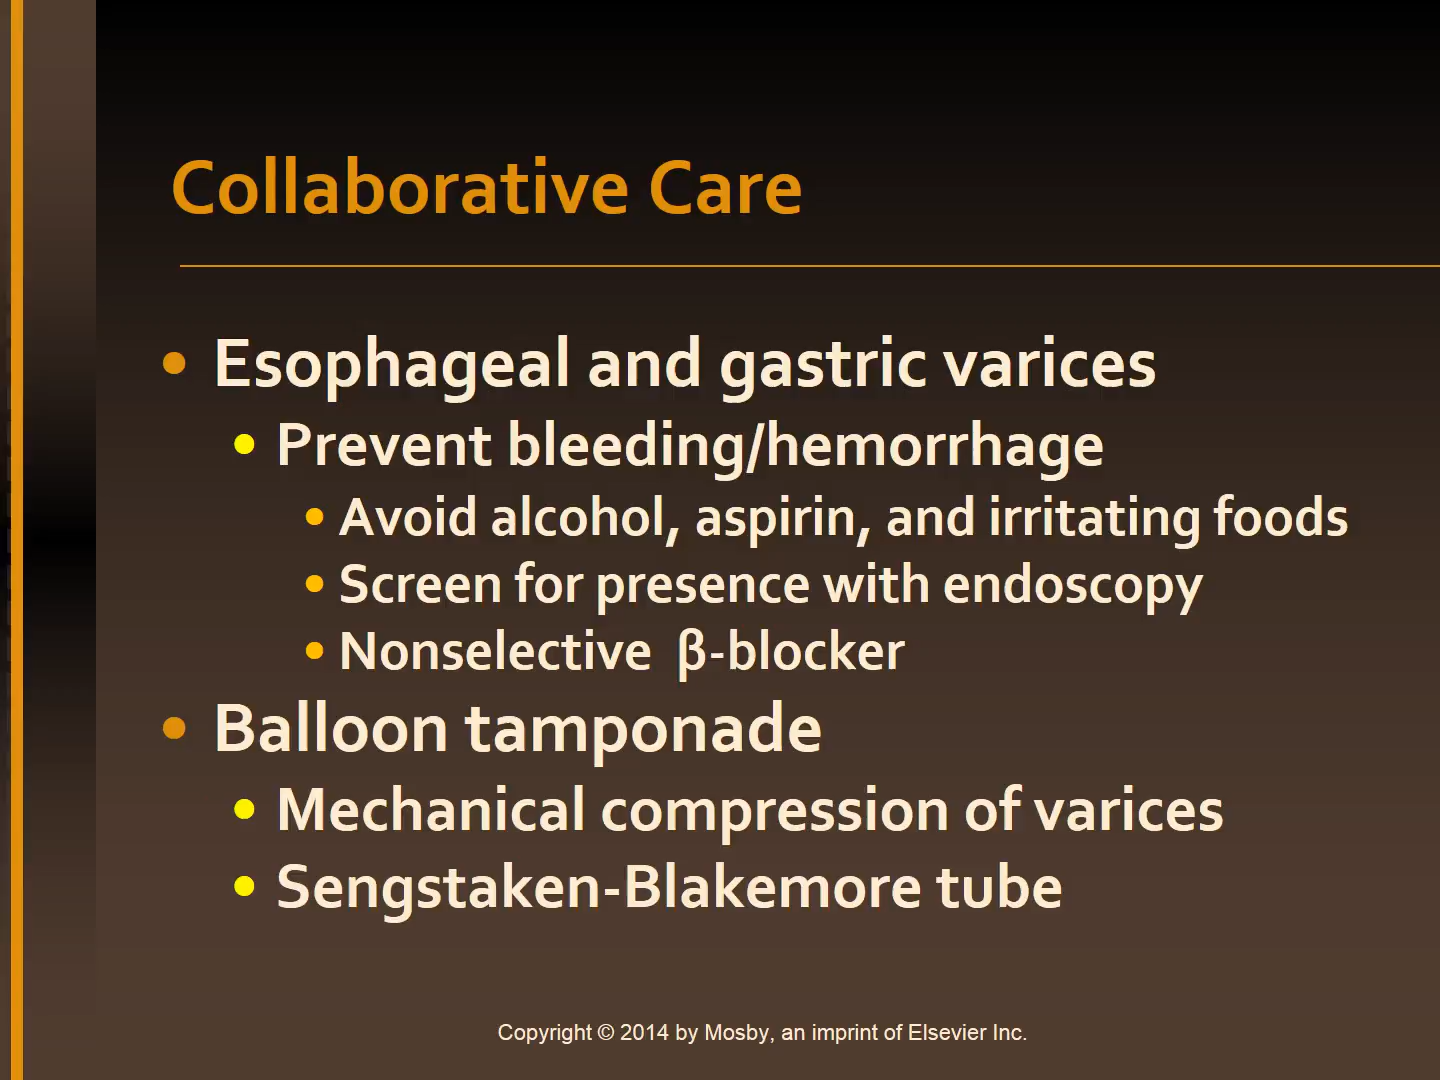 Collaborative Care
• Esophageal and gastric varices
• Prevent bleeding/hemorrhage
• Avoid alcohol, aspirin, and irritating foods
• Screen for presence with endoscopy
• Nonselective  β-blocker
• Balloon tamponade
• Mechanical compression of varices
• Sengstaken-Blakemore tube
Copyright © 2014 by Mosby, an imprint of Elsevier Inc.